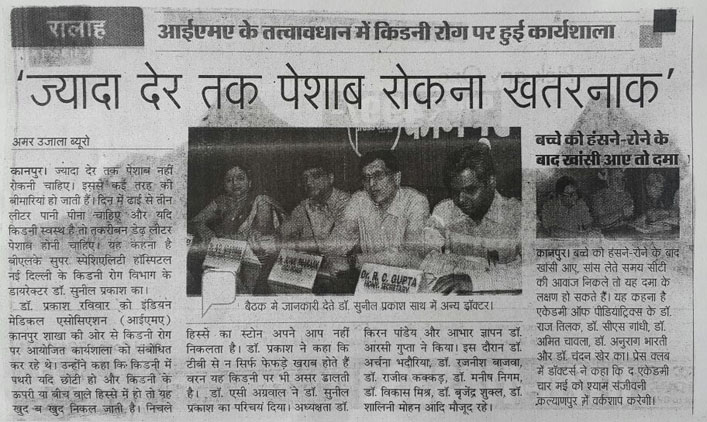 सलाह
आईएमए के तत्वावधान में किडनी रोग पर हुई कार्यशाला
'ज्यादा देर तक पेशाब रोकना खतरनाक'
अमर उजाला ब्यूरो
कानपुर। ज्यादा देर तक पेशाब नहीं
रोकनी चाहिए। इससे कई तरह की
बीमारियां हो जाती हैं। दिन में ढाई से तीन
लीटर पानी पीना चाहिए और यदि
किडनी स्वस्थ है तो तकरीबन डेढ़ लीटर
पेशाब होनी चाहिए। यह कहना है
बीएलके सुपर स्पेशिएलिटी हॉस्पिटल
नई दिल्ली के किडनी रोग विभाग के
डायरेक्टर डॉ. सुनील प्रकाश का।
डॉ. प्रकाश रविवार को इंडियन
मेडिकल एसोसिएशन (आईएमए)
कानपुर शाखा की ओर से किडनी रोग
पर आयोजित कार्यशाला को संबोधित
कर रहे थे। उन्होंने कहा कि किडनी में
पथरी यदि छोटी हो और किडनी के
ऊपरी या बीच वाले हिस्से में हो तो यह
खुद ब खुद निकल जाती है। निचले
Dr. R. C. GUPTA
बैठक में जानकारी देते डॉ. सुनील प्रकाश साथ में अन्य डॉक्टर।
हिस्से का स्टोन अपने आप नहीं
निकलता है। डॉ. प्रकाश ने कहा कि
टीबी से न सिर्फ फेफड़े खराब होते हैं
वरन यह किडनी पर भी असर डालती
है। डॉ. एसी अग्रवाल ने डॉ. सुनील
प्रकाश का परिचय दिया। अध्यक्षता डॉ.
किरन पांडेय और आभार ज्ञापन डॉ.
आरसी गुप्ता ने किया। इस दौरान डॉ.
अर्चना भदौरिया, डॉ. रजनीश बाजवा,
डॉ. राजीव कक्कड़, डॉ. मनीष निगम,
डॉ. विकास मिश्र, डॉ. बृजेंद्र शुक्ल, डॉ.
शालिनी मोहन आदि मौजूद रहे।
बच्चे को हंसने-रोने के
बाद खांसी आए तो दमा
कानपुर। बच्चे को हंसने-रोने के बाद
खांसी आए, सांस लेते समय सीटी
की आवाज निकले तो यह दमा के
लक्षण हो सकते हैं। यह कहना है
एकेडमी ऑफ पीडियाट्रिक्स के डॉ.
राज तिलक, डॉ. सीएस गांधी, डॉ.
अमित चावला, डॉ. अनुराग भारती
और डॉ. चंदन खेर का। प्रेस क्लब
में डॉक्टर्स ने कहा कि द एकेडमी
चार मई को श्याम संजीवनी
कल्याणपुर में वर्कशाप करेगी।